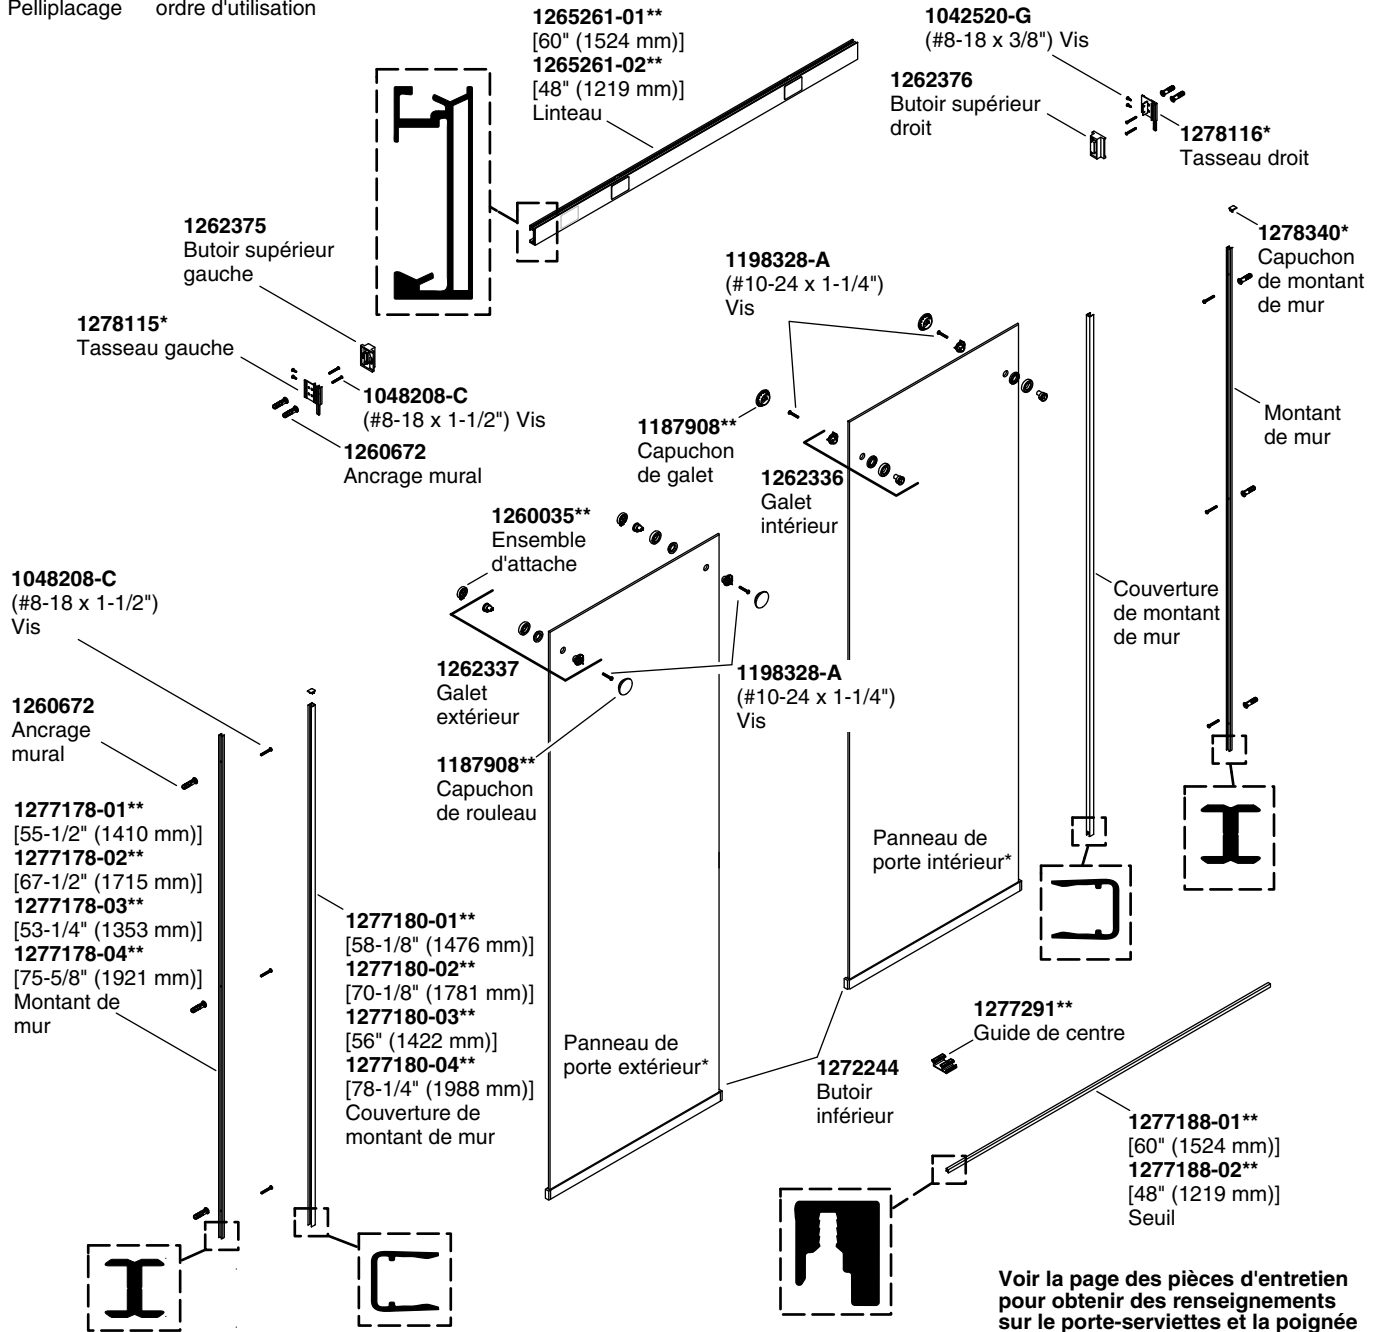 Pelliplacage ordre d'utilisation
1265261-01**
[60" (1524 mm)]
1265261-02**
[48" (1219 mm)]
Linteau
1042520-G
(#8-18 x 3/8") Vis
1262376
Butoir supérieur
droit
1278116*
Tasseau droit
1262375
Butoir supérieur
gauche
1278115*
Tasseau gauche
1048208-C
(#8-18 x 1-1/2") Vis
1260672
Ancrage mural
1198328-A
(#10-24 x 1-1/4")
Vis
1278340*
Capuchon
de montant
de mur
1187908**
Capuchon
de galet
1262336
Galet
intérieur
Montant
de mur
1260035**
Ensemble
d'attache
1048208-C
(#8-18 x 1-1/2")
Vis
Couverture
de montant
de mur
1262337
Galet
extérieur
1198328-A
(#10-24 x 1-1/4")
Vis
1260672
Ancrage
mural
1187908**
Capuchon
de rouleau
1277178-01**
[55-1/2" (1410 mm)]
1277178-02**
[67-1/2" (1715 mm)]
1277178-03**
[53-1/4" (1353 mm)]
1277178-04**
[75-5/8" (1921 mm)]
Montant de
mur
Panneau de
porte intérieur*
1277180-01**
[58-1/8" (1476 mm)]
1277180-02**
[70-1/8" (1781 mm)]
1277180-03**
[56" (1422 mm)]
1277180-04**
[78-1/4" (1988 mm)]
Couverture de
montant de mur
Panneau de
porte extérieur*
1277291**
Guide de centre
1272244
Butoir
inférieur
1277188-01**
[60" (1524 mm)]
1277188-02**
[48" (1219 mm)]
Seuil
Voir la page des pièces d'entretien
pour obtenir des renseignements
sur le porte-serviettes et la poignée